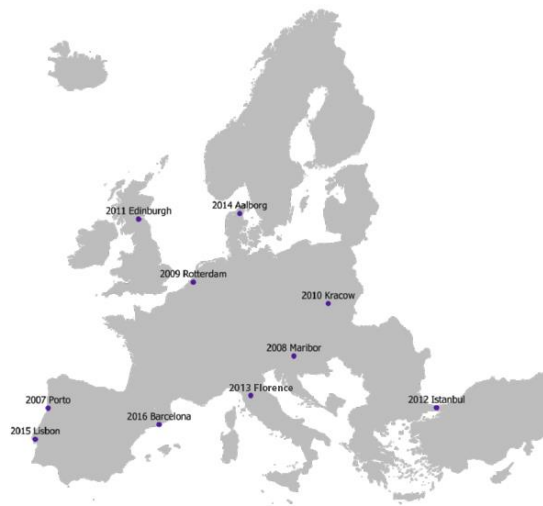 2014 Aalborg
2011 Edinburgh
2009 Rotterdam
2010 Kracow
2008 Maribor
2013 Florence
2007 Porto
2012 Istanbul
2016 Barcelona
2015 Lisbon